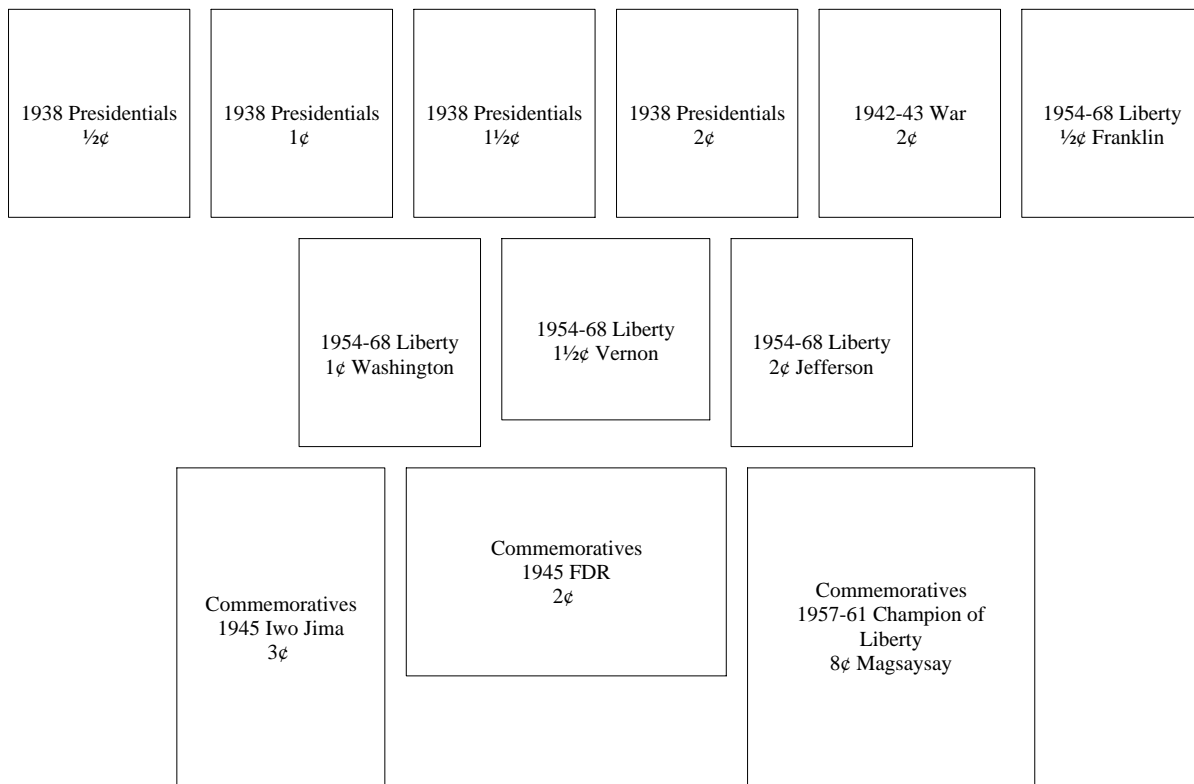 1938 Presidentials
½¢
1938 Presidentials
1¢
1938 Presidentials
1½¢
1938 Presidentials
2¢
1942-43 War
2¢
1954-68 Liberty
½¢ Franklin
1954-68 Liberty
1¢ Washington
1954-68 Liberty
1½¢ Vernon
1954-68 Liberty
2¢ Jefferson
Commemoratives
1945 Iwo Jima
3¢
Commemoratives
1945 FDR
2¢
Commemoratives
1957-61 Champion of
Liberty
8¢ Magsaysay